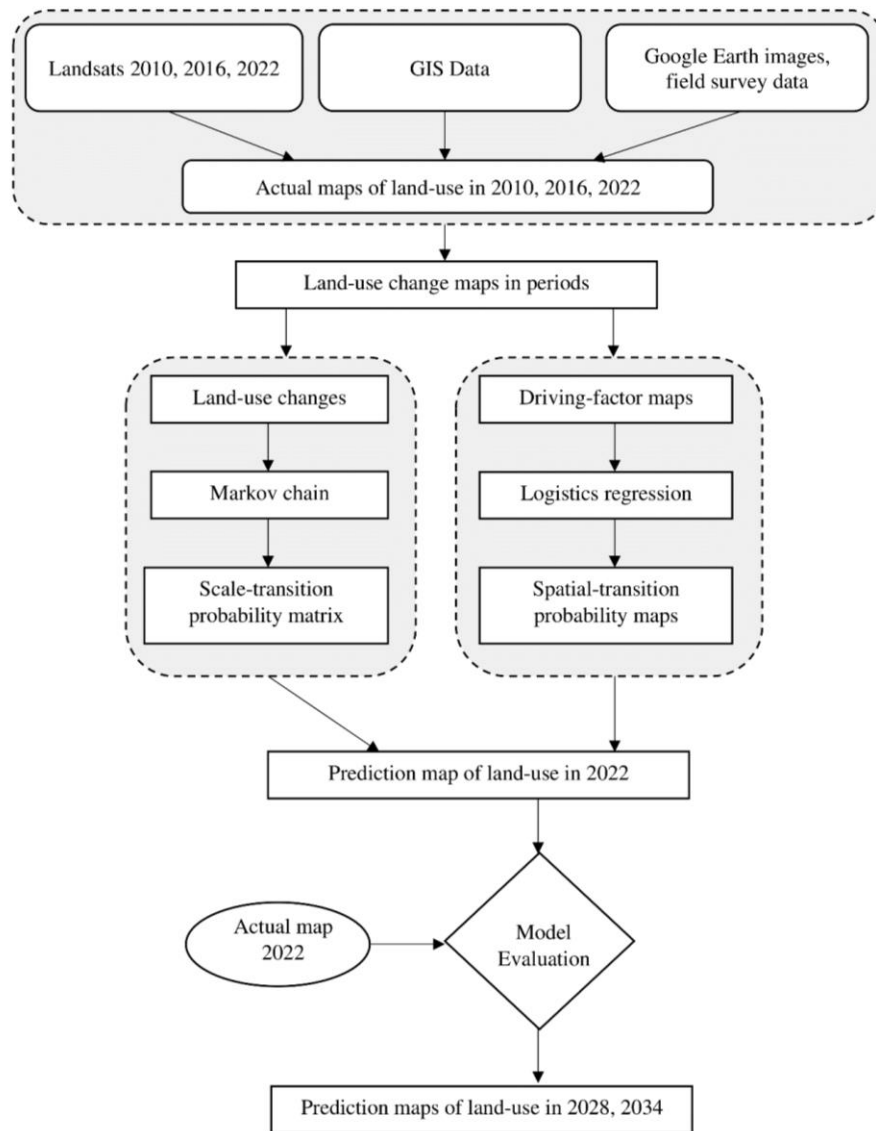 Landsats 2010, 2016, 2022
GIS Data
Google Earth images,
field survey data
Actual maps of land-use in 2010, 2016, 2022
Land-use change maps in periods
Land-use changes
Driving-factor maps
Markov chain
Logistics regression
Scale-transition
probability matrix
Spatial-transition
probability maps
Prediction map of land-use in 2022
Actual map
2022
Model
Evaluation
Prediction maps of land-use in 2028, 2034